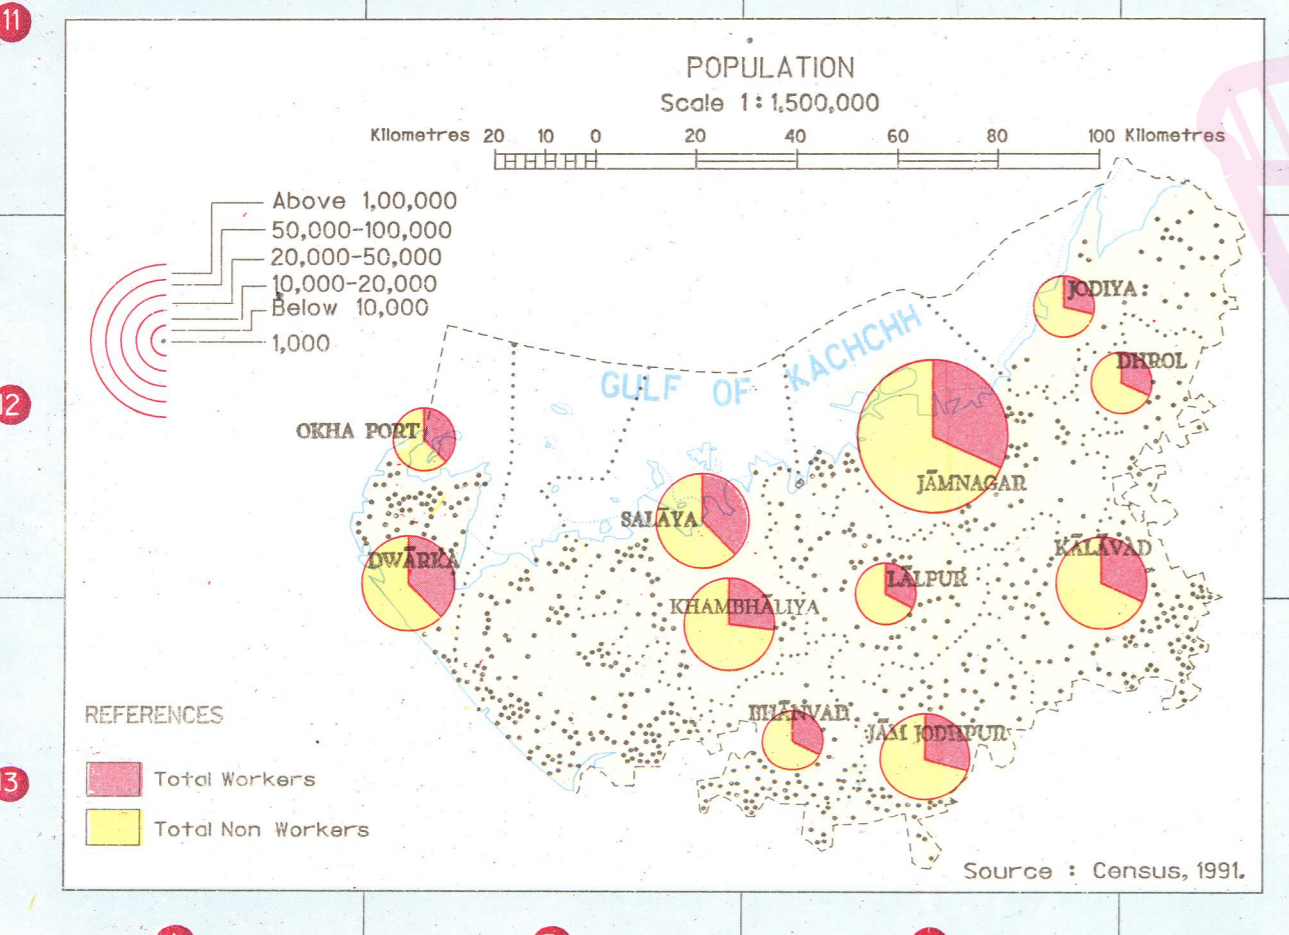 11
POPULATION
Scale 1 : 1,500,000
Kilometres 20 10 0 20 40 60 80 100 Kilometres
Above 1,00,000
50,000-100,000
20,000-50,000
10,000-20,000
Below 10,000
1,000
JODIYA
DHROL
GULF OF KACHCHH
12
OKHA PORT
JĀMNAGAR
SALĀYA
KĀLĀVAD
DWĀRKA
LĀLPUR
KHAMBHĀLIYA
BHĀNVAD
JĀM JODHPUR
REFERENCES
Total Workers
13
Total Non Workers
Source : Census, 1991.